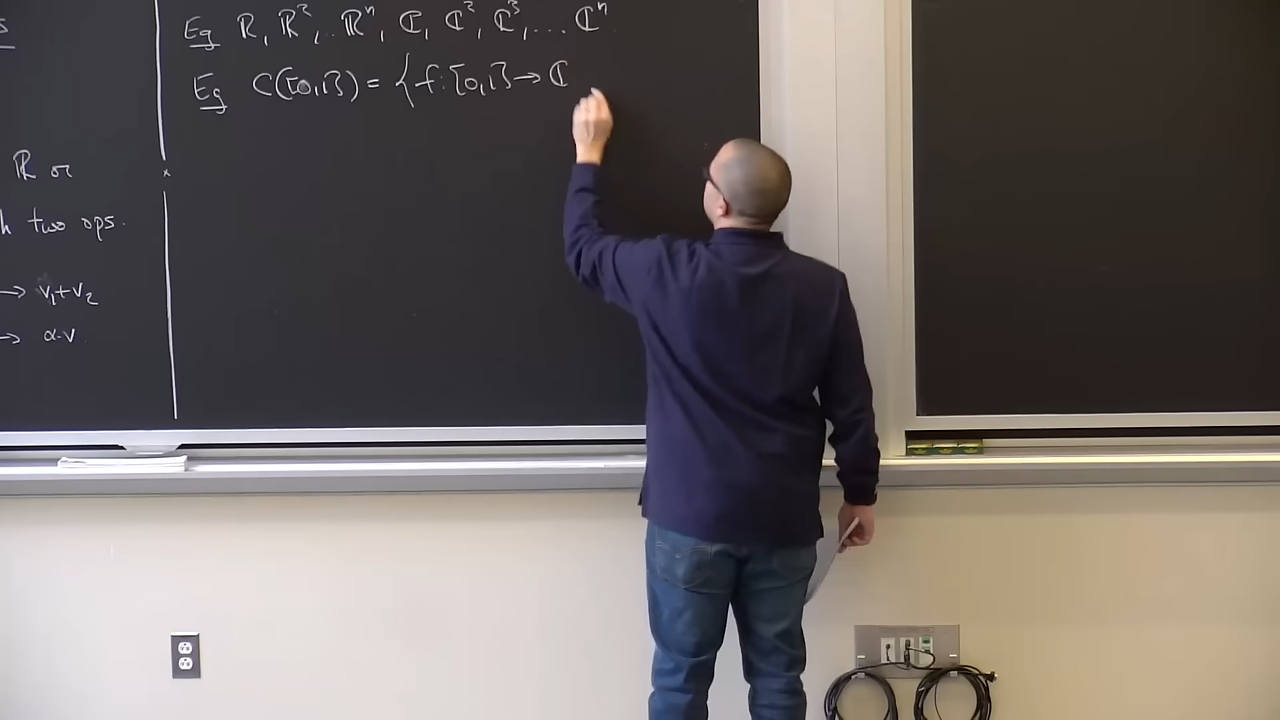 s
ℝ or
h two ops.
→ v₁+v₂
→ α·v
Eg ℝ, ℝ², .. ℝⁿ, ℂ, ℂ², ℂ³, ... ℂⁿ
Eg C([0,1]) = { f: [0,1] → ℂ